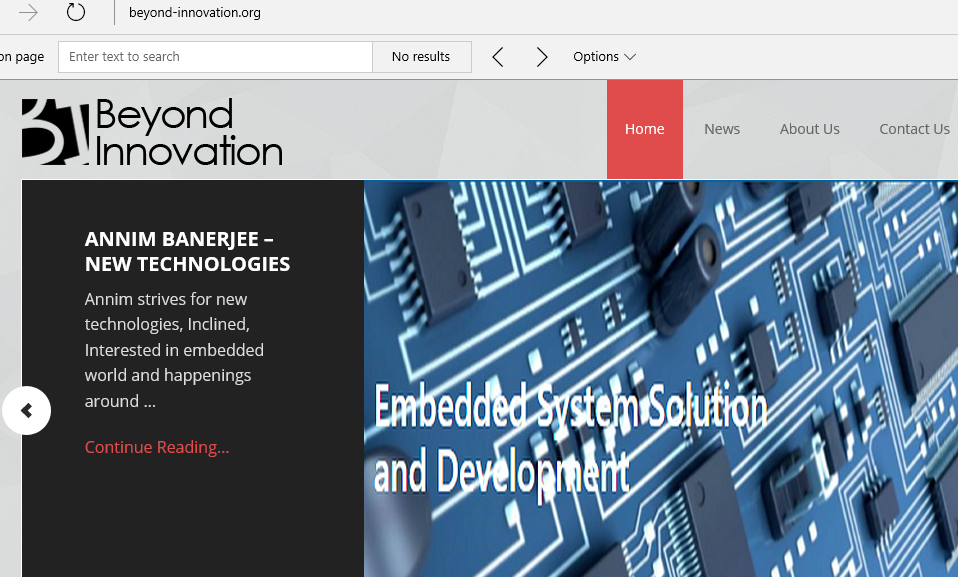 beyond-innovation.org
on page
Enter text to search
No results
Options
BI
Beyond
Innovation
Home
News
About Us
Contact Us
ANNIM BANERJEE –
NEW TECHNOLOGIES
Annim strives for new
technologies, Inclined,
Interested in embedded
world and happenings
around ...
Continue Reading...
Embedded System Solution
and Development